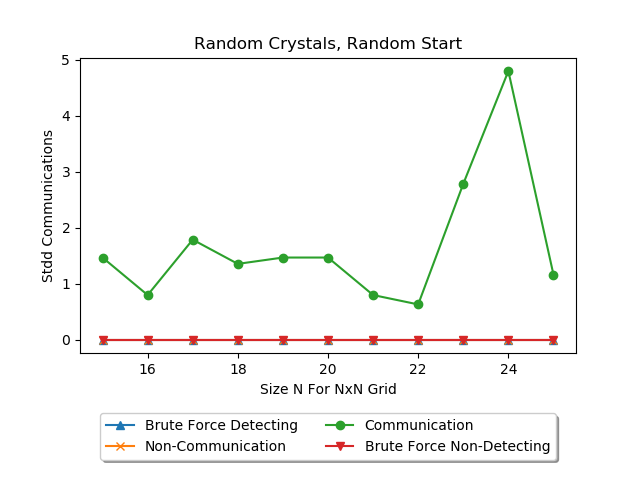 Random Crystals, Random Start
Stdd Communications
5
4
3
2
1
0
16 18 20 22 24
Size N For NxN Grid
Brute Force Detecting
Non-Communication
Communication
Brute Force Non-Detecting